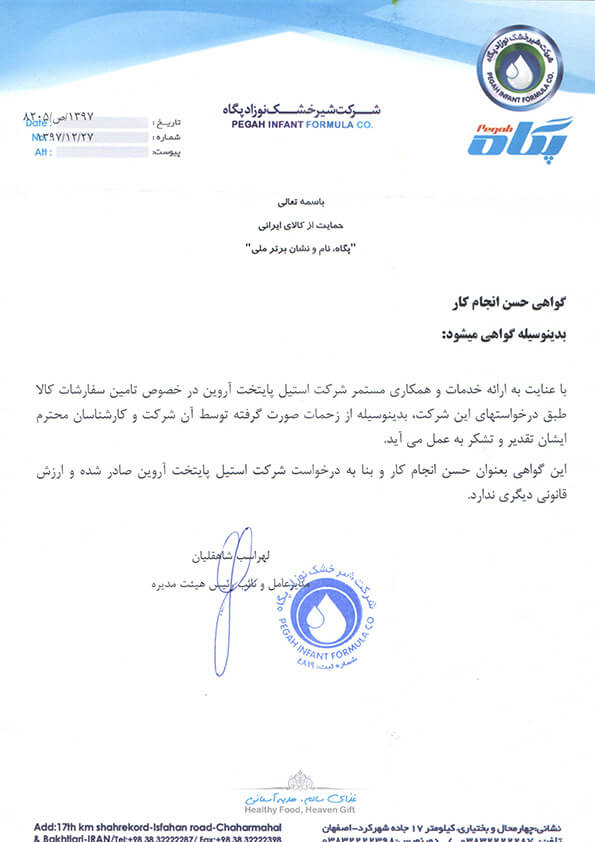 شرکت شیرخشک نوزاد پگاه
PEGAH INFANT FORMULA CO.
Pegah
پگاه
شرکت شیرخشک نوزاد پگاه
PEGAH INFANT FORMULA CO.
تاریخ : ۸۲۰۵/ص/۱۳۹۷ Date :
شماره : ۱۳۹۷/۱۲/۲۷
پیوست: Att :
باسمه تعالی
حمایت از کالای ایرانی
"پگاه، نام و نشان برتر ملی"
گواهی حسن انجام کار
بدینوسیله گواهی میشود:
با عنایت به ارائه خدمات و همکاری مستمر شرکت استیل پایتخت آروین در خصوص تامین سفارشات کالا
طبق درخواستهای این شرکت، بدینوسیله از زحمات صورت گرفته توسط آن شرکت و کارشناسان محترم
ایشان تقدیر و تشکر به عمل می آید.
این گواهی بعنوان حسن انجام کار و بنا به درخواست شرکت استیل پایتخت آروین صادر شده و ارزش
قانونی دیگری ندارد.
لهراسب شاهقلیان
مدیرعامل و نائب رئیس هیئت مدیره
شرکت شیر خشک نوزاد پگاه
PEGAH INFANT FORMULA CO
شماره ثبت: ۴۸۱۹
غذای سالم، هدیه آسمانی
Healthy Food, Heaven Gift
نشانی:چهارمحال و بختیاری، کیلومتر ۱۷ جاده شهرکرد-اصفهان
Add:17th km shahrekord-Isfahan road-Chaharmahal
& Bakhtiari-IRAN/Tel:+98 38 32222287/ Fax:+98 38 32222398